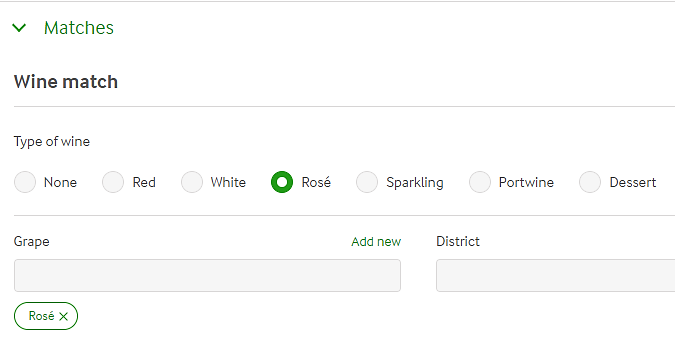 Matches
Wine match
Type of wine
None Red White Rosé Sparkling Portwine Dessert
Grape Add new District
Rosé